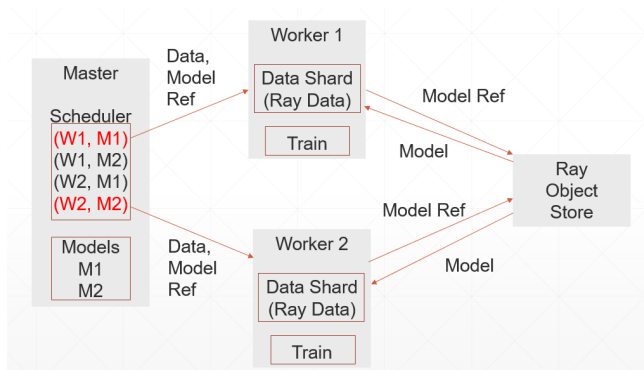 Master
Scheduler
(W1, M1)
(W1, M2)
(W2, M1)
(W2, M2)
Models
M1
M2
Data,
Model
Ref
Data,
Model
Ref
Worker 1
Data Shard
(Ray Data)
Train
Worker 2
Data Shard
(Ray Data)
Train
Model Ref
Model
Model Ref
Model
Ray
Object
Store